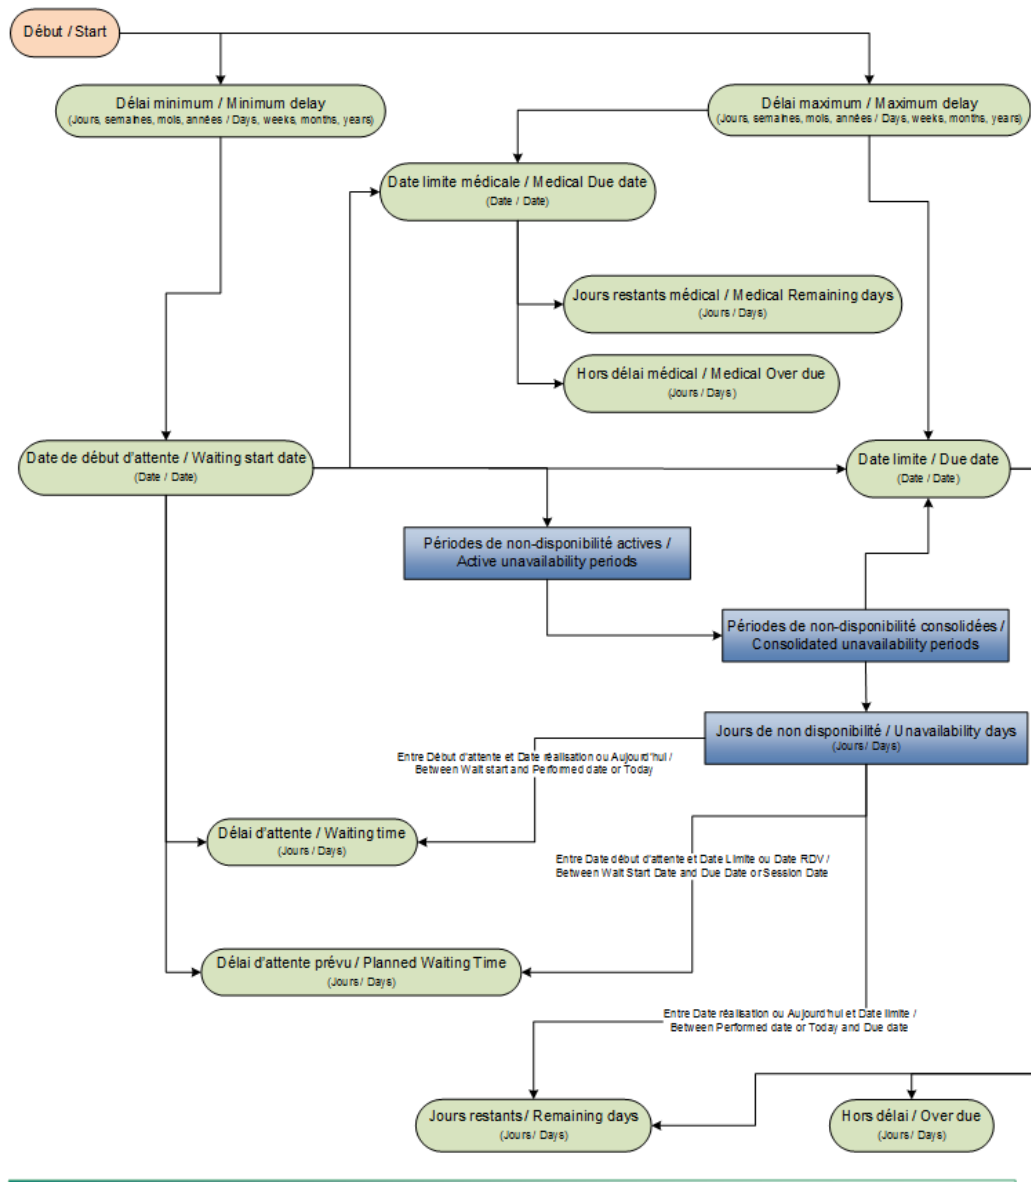 Début / Start
Délai minimum / Minimum delay
(Jours, semaines, mois, années / Days, weeks, months, years)
Délai maximum / Maximum delay
(Jours, semaines, mois, années / Days, weeks, months, years)
Date limite médicale / Medical Due date
(Date / Date)
Jours restants médical / Medical Remaining days
(Jours / Days)
Hors délai médical / Medical Over due
(Jours / Days)
Date de début d'attente / Waiting start date
(Date / Date)
Date limite / Due date
(Date / Date)
Périodes de non-disponibilité actives /
Active unavailability periods
Périodes de non-disponibilité consolidées /
Consolidated unavailability periods
Jours de non disponibilité / Unavailability days
(Jours / Days)
Entre Début d'attente et Date réalisation ou Aujourd'hui /
Between Wait start and Performed date or Today
Délai d'attente / Waiting time
(Jours / Days)
Entre Date début d'attente et Date Limite ou Date RDV /
Between Wait Start Date and Due Date or Session Date
Délai d'attente prévu / Planned Waiting Time
(Jours / Days)
Entre Date réalisation ou Aujourd'hui et Date limite /
Between Performed date or Today and Due date
Jours restants / Remaining days
(Jours / Days)
Hors délai / Over due
(Jours / Days)